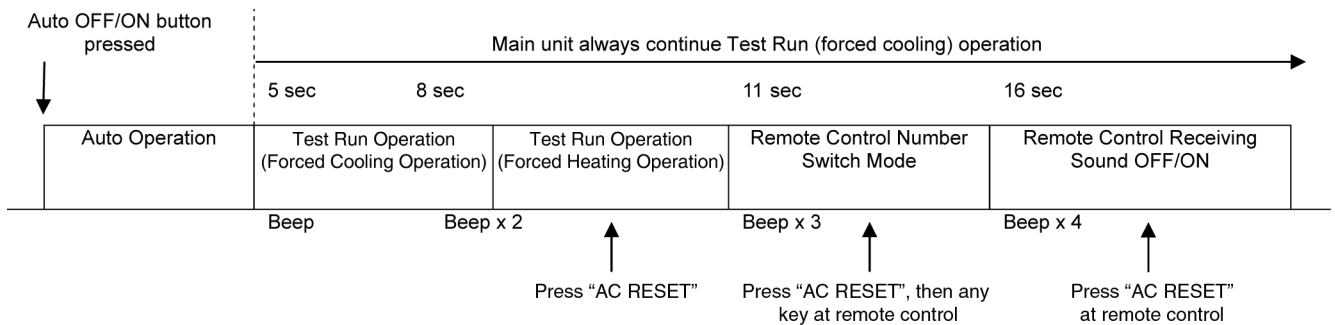 Auto OFF/ON button
pressed
Main unit always continue Test Run (forced cooling) operation
5 sec
8 sec
11 sec
16 sec
Auto Operation
Test Run Operation
(Forced Cooling Operation)
Test Run Operation
(Forced Heating Operation)
Remote Control Number
Switch Mode
Remote Control Receiving
Sound OFF/ON
Beep
Beep x 2
Beep x 3
Beep x 4
Press “AC RESET”
Press “AC RESET”, then any
key at remote control
Press “AC RESET”
at remote control